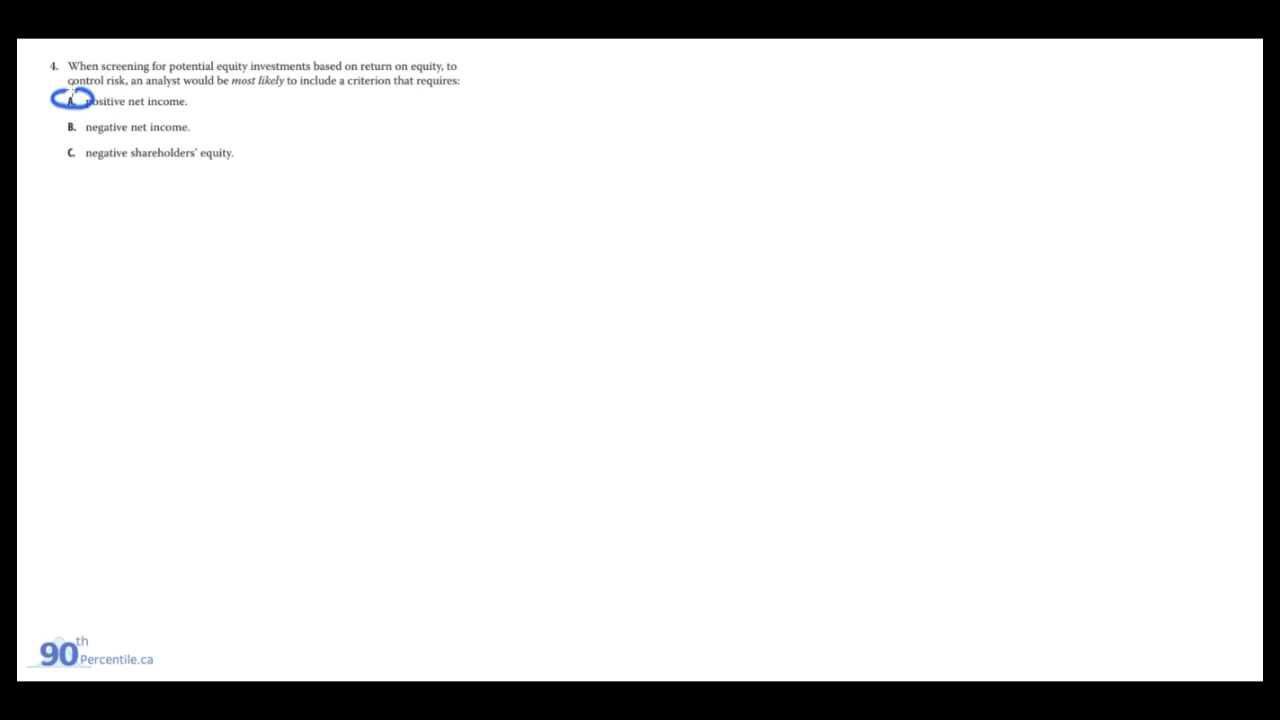 4. When screening for potential equity investments based on return on equity, to
control risk, an analyst would be most likely to include a criterion that requires:
A. positive net income.
B. negative net income.
C. negative shareholders' equity.
90th
Percentile.ca